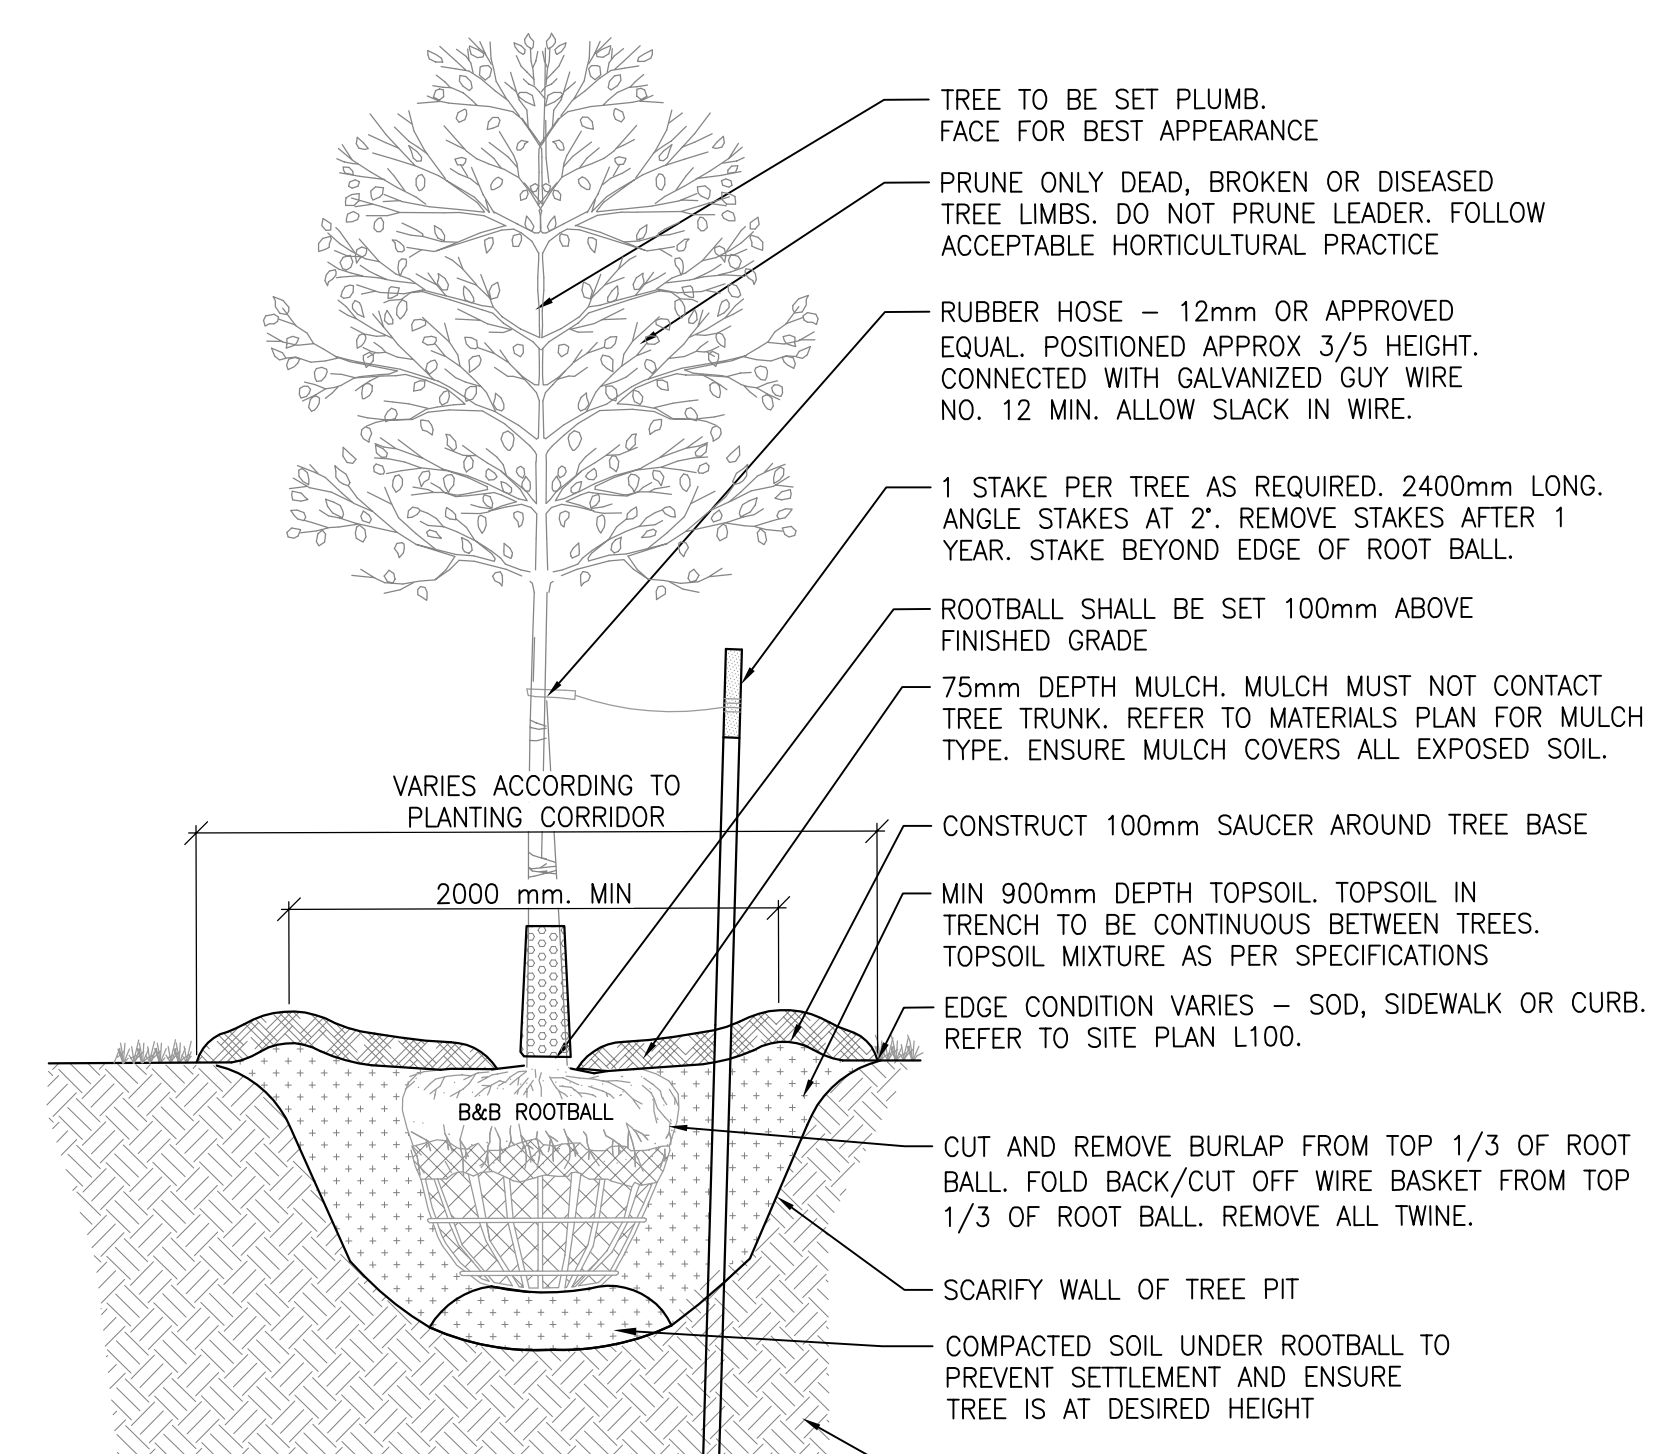 TREE TO BE SET PLUMB.
FACE FOR BEST APPEARANCE
PRUNE ONLY DEAD, BROKEN OR DISEASED
TREE LIMBS. DO NOT PRUNE LEADER. FOLLOW
ACCEPTABLE HORTICULTURAL PRACTICE
RUBBER HOSE – 12mm OR APPROVED
EQUAL. POSITIONED APPROX 3/5 HEIGHT.
CONNECTED WITH GALVANIZED GUY WIRE
NO. 12 MIN. ALLOW SLACK IN WIRE.
1 STAKE PER TREE AS REQUIRED. 2400mm LONG.
ANGLE STAKES AT 2°. REMOVE STAKES AFTER 1
YEAR. STAKE BEYOND EDGE OF ROOT BALL.
ROOTBALL SHALL BE SET 100mm ABOVE
FINISHED GRADE
75mm DEPTH MULCH. MULCH MUST NOT CONTACT
TREE TRUNK. REFER TO MATERIALS PLAN FOR MULCH
TYPE. ENSURE MULCH COVERS ALL EXPOSED SOIL.
VARIES ACCORDING TO
PLANTING CORRIDOR
CONSTRUCT 100mm SAUCER AROUND TREE BASE
2000 mm. MIN
MIN 900mm DEPTH TOPSOIL. TOPSOIL IN
TRENCH TO BE CONTINUOUS BETWEEN TREES.
TOPSOIL MIXTURE AS PER SPECIFICATIONS
EDGE CONDITION VARIES – SOD, SIDEWALK OR CURB.
REFER TO SITE PLAN L100.
B&B ROOTBALL
CUT AND REMOVE BURLAP FROM TOP 1/3 OF ROOT
BALL. FOLD BACK/CUT OFF WIRE BASKET FROM TOP
1/3 OF ROOT BALL. REMOVE ALL TWINE.
SCARIFY WALL OF TREE PIT
COMPACTED SOIL UNDER ROOTBALL TO
PREVENT SETTLEMENT AND ENSURE
TREE IS AT DESIRED HEIGHT